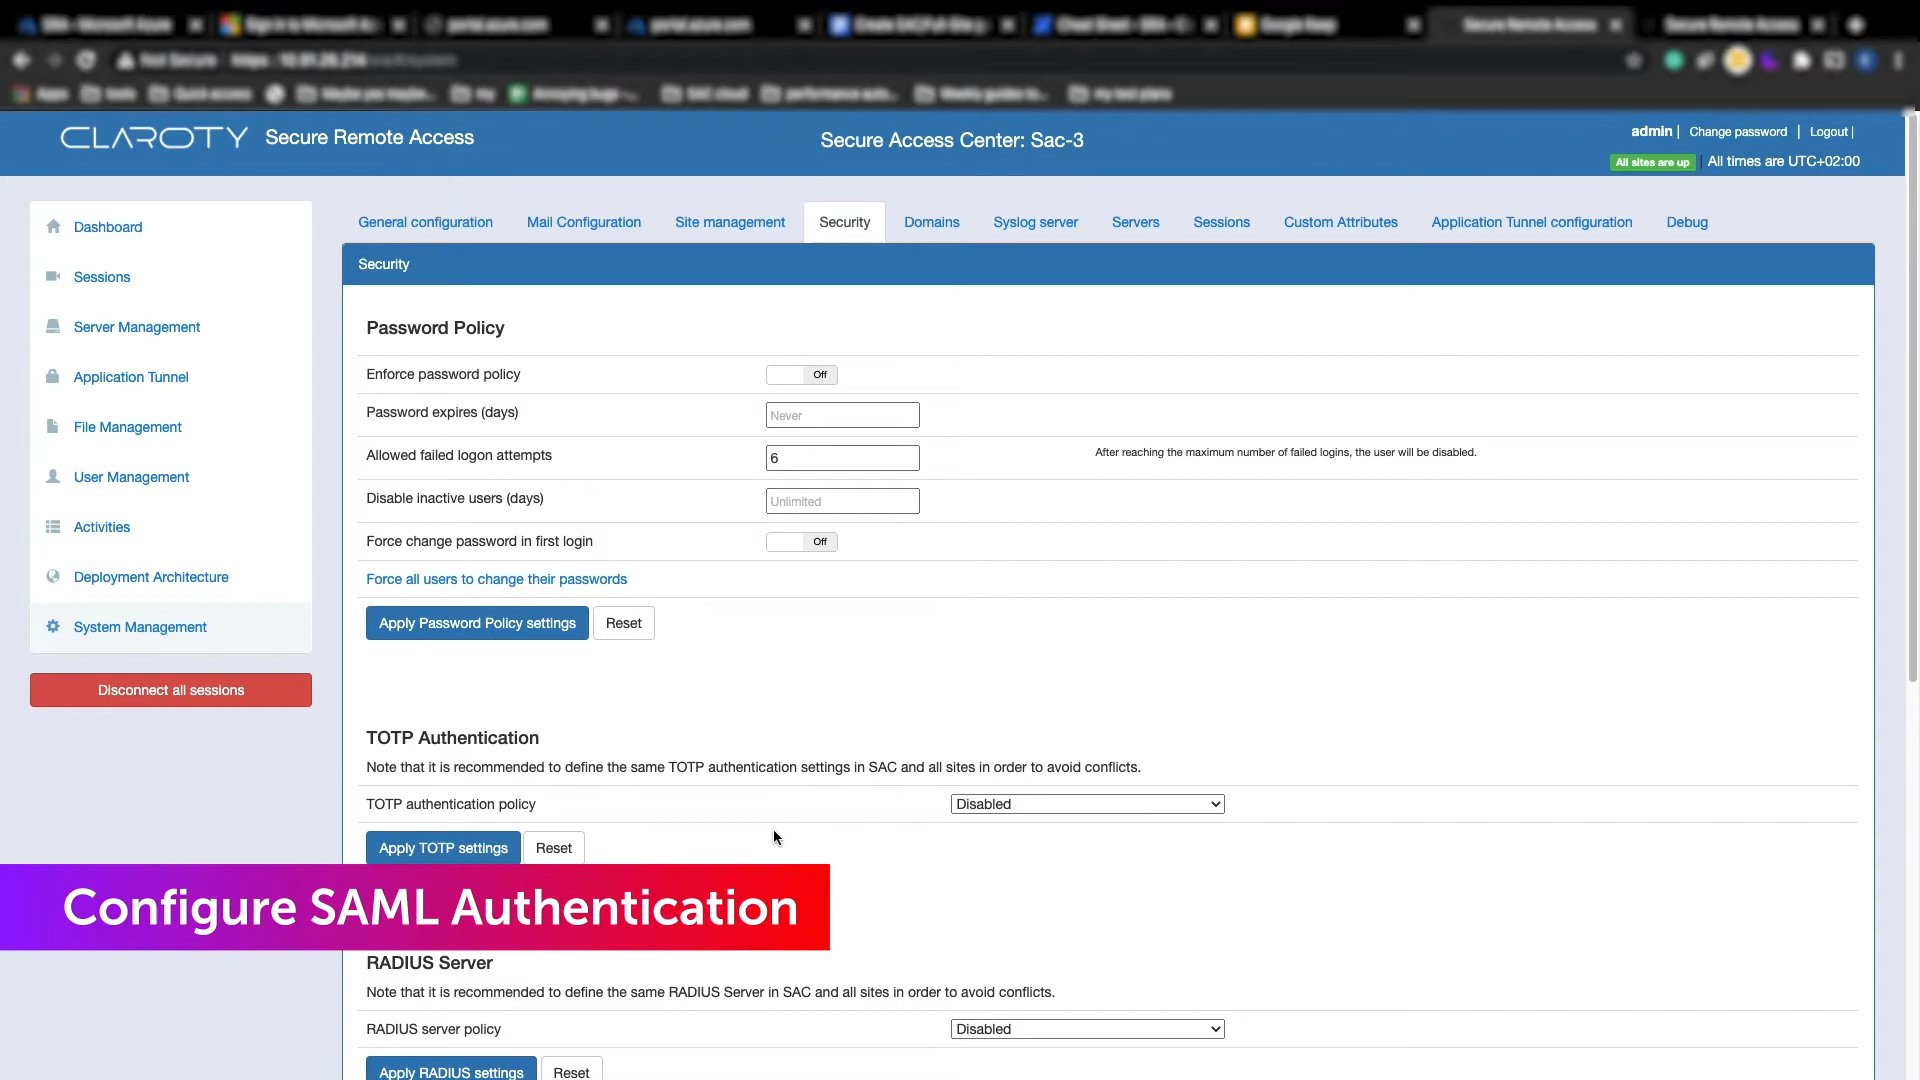 Apps
CLAROTY Secure Remote Access
Secure Access Center: Sac-3
admin | Change password | Logout |
All sites are up | All times are UTC+02:00
Dashboard
Sessions
Server Management
Application Tunnel
File Management
User Management
Activities
Deployment Architecture
System Management
Disconnect all sessions
General configuration Mail Configuration Site management Security Domains Syslog server Servers Sessions Custom Attributes Application Tunnel configuration Debug
Security
Password Policy
Enforce password policy Off
Password expires (days) Never
Allowed failed logon attempts 6 After reaching the maximum number of failed logins, the user will be disabled.
Disable inactive users (days) Unlimited
Force change password in first login Off
Force all users to change their passwords
Apply Password Policy settings Reset
TOTP Authentication
Note that it is recommended to define the same TOTP authentication settings in SAC and all sites in order to avoid conflicts.
TOTP authentication policy Disabled
Apply TOTP settings Reset
Configure SAML Authentication
RADIUS Server
Note that it is recommended to define the same RADIUS Server in SAC and all sites in order to avoid conflicts.
RADIUS server policy Disabled
Apply RADIUS settings Reset